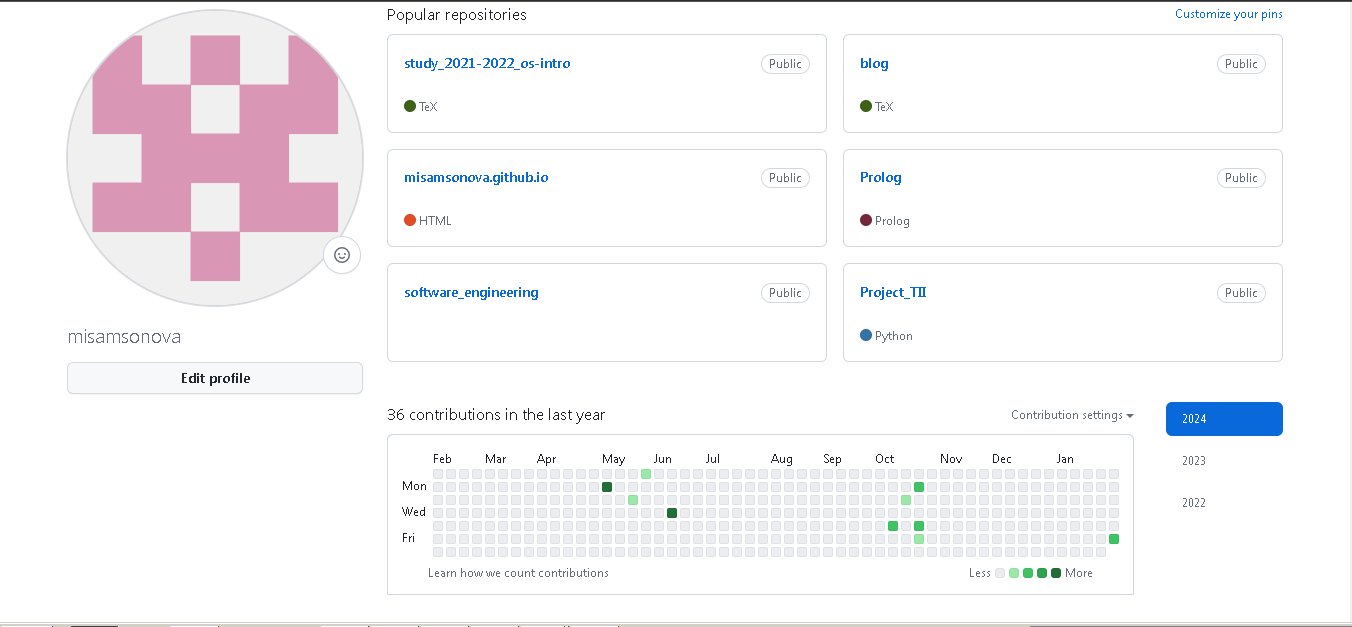 Popular repositories
Customize your pins
study_2021-2022_os-intro
Public
TeX
blog
Public
TeX
misamsonova.github.io
Public
HTML
Prolog
Public
Prolog
software_engineering
Public
Project_TII
Public
Python
misamsonova
Edit profile
36 contributions in the last year
Contribution settings
2024
2023
2022
Feb Mar Apr May Jun Jul Aug Sep Oct Nov Dec Jan
Mon
Wed
Fri
Learn how we count contributions
Less More